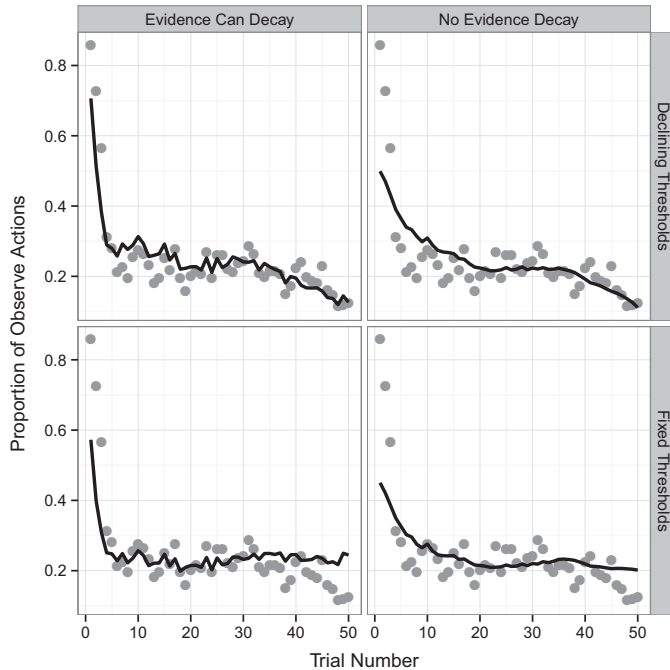 Evidence Can Decay
No Evidence Decay
0.8
0.6
0.4
0.2
Declining Thresholds
0.8
0.6
0.4
0.2
Fixed Thresholds
Proportion of Observe Actions
0 10 20 30 40 50
0 10 20 30 40 50
Trial Number